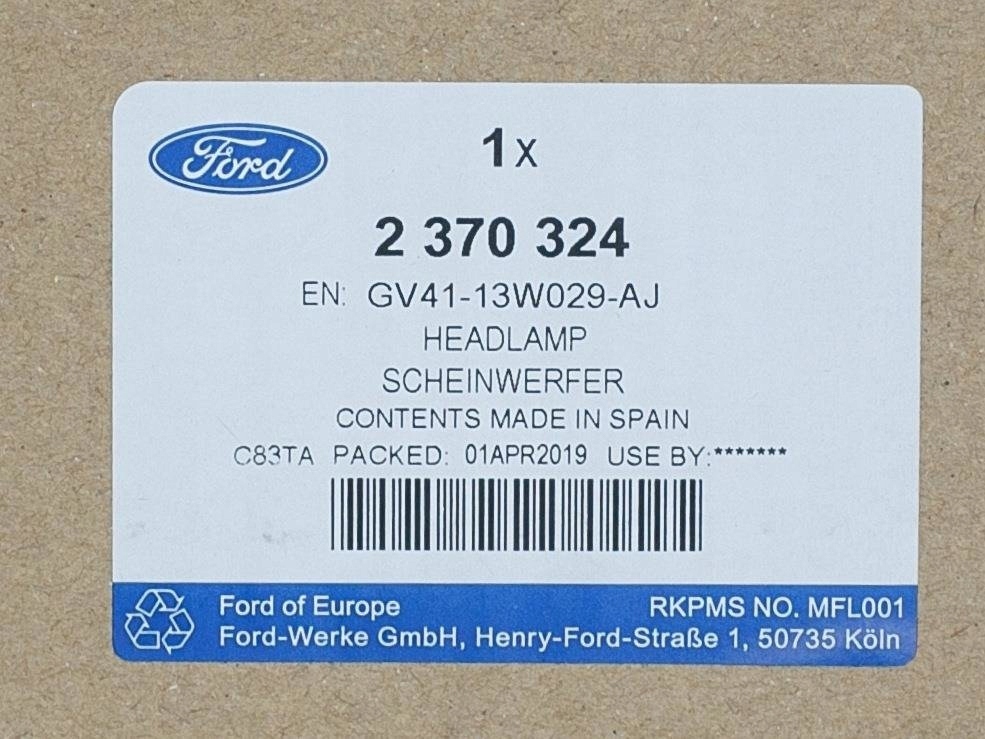 Ford
1x
2 370 324
EN: GV41-13W029-AJ
HEADLAMP
SCHEINWERFER
CONTENTS MADE IN SPAIN
C83TA PACKED: 01APR2019 USE BY:*******
Ford of Europe RKPMS NO. MFL001
Ford-Werke GmbH, Henry-Ford-Straße 1, 50735 Köln